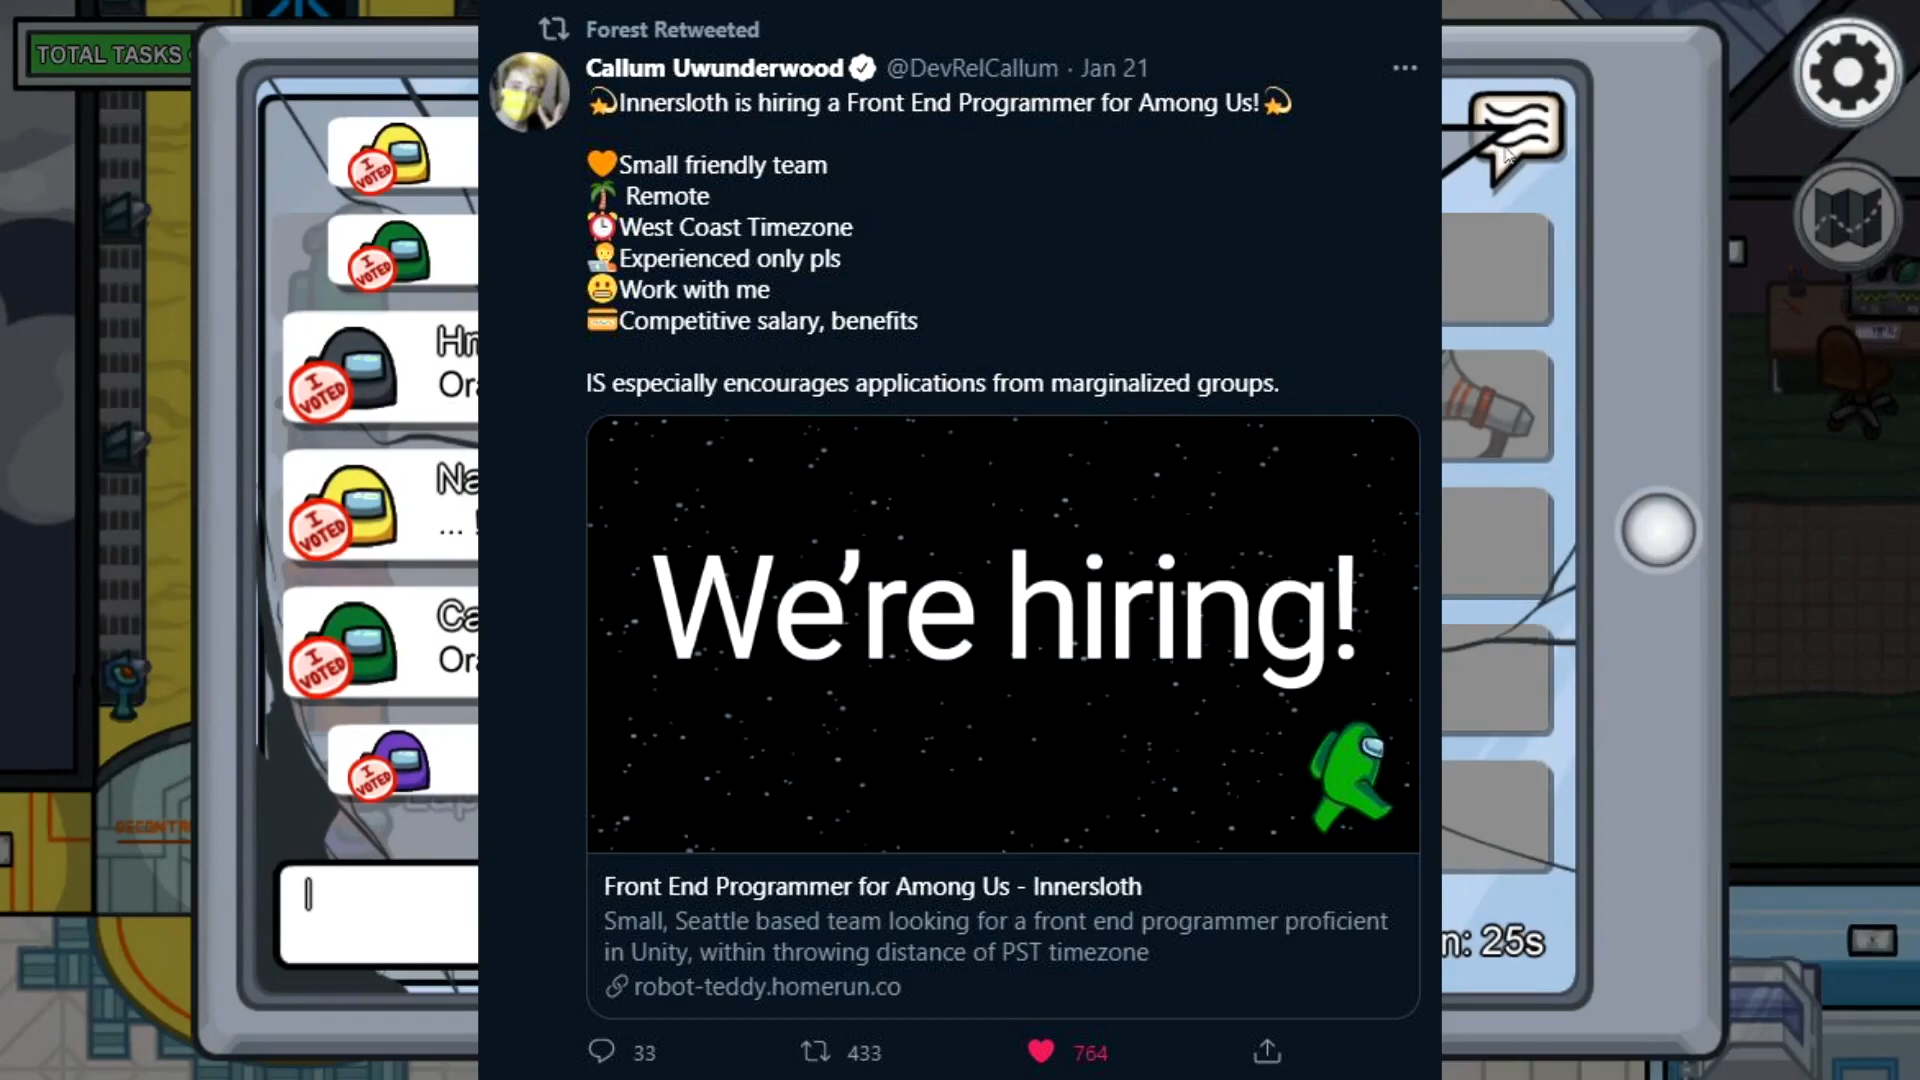 TOTAL TASKS
Forest Retweeted
Callum Uwunderwood @DevRelCallum · Jan 21
💫Innersloth is hiring a Front End Programmer for Among Us!💫
🧡Small friendly team
🌴 Remote
⏰West Coast Timezone
🧑‍💻Experienced only pls
😬Work with me
💳Competitive salary, benefits
IS especially encourages applications from marginalized groups.
We're hiring!
Front End Programmer for Among Us - Innersloth
Small, Seattle based team looking for a front end programmer proficient
in Unity, within throwing distance of PST timezone
robot-teddy.homerun.co
33
433
764
I VOTED
I VOTED
I VOTED
I VOTED
I VOTED
I VOTED
...
: 25s